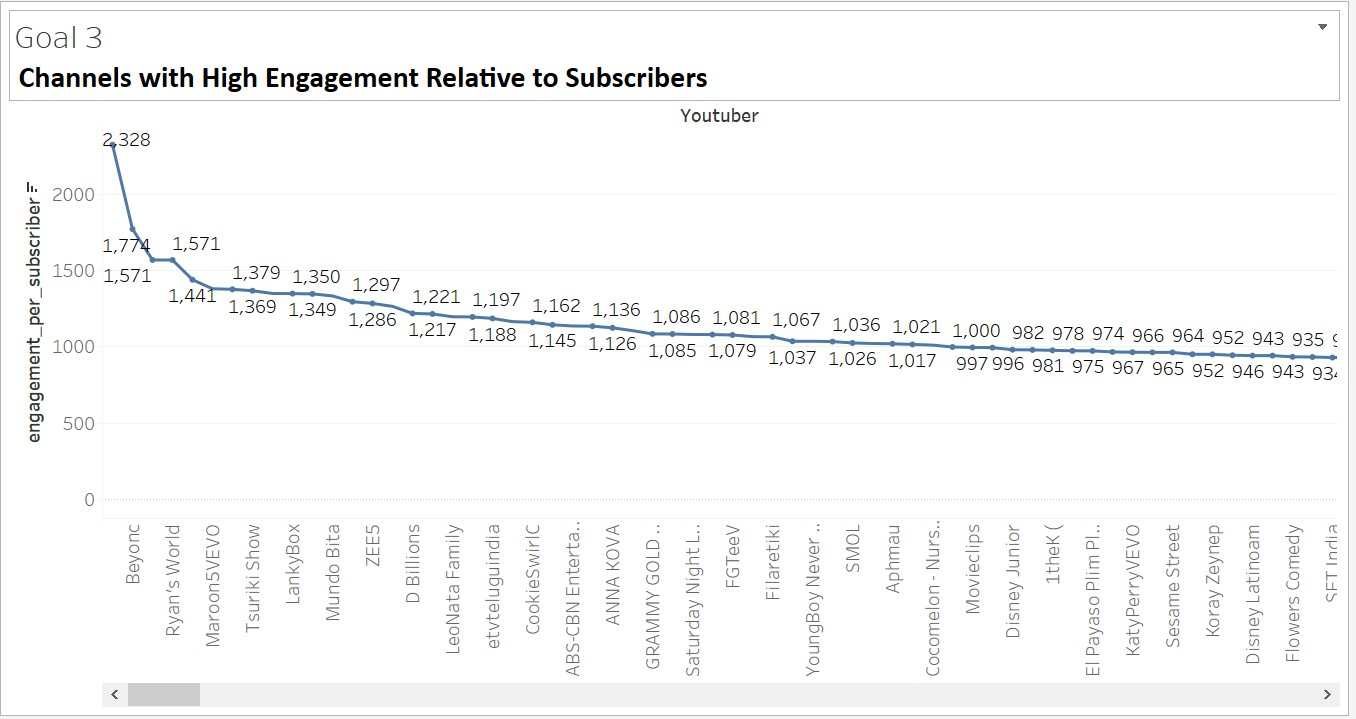 Goal 3
Channels with High Engagement Relative to Subscribers
Youtuber
engagement_per_subscriber
2000
1500
1000
500
0
2,328
1,774
1,571
1,571
1,441
1,379
1,369
1,350
1,349
1,297
1,286
1,221
1,217
1,197
1,188
1,162
1,145
1,136
1,126
1,086
1,085
1,081
1,079
1,067
1,037
1,036
1,026
1,021
1,017
1,000
997
996
982
981
978
975
974
967
966
965
964
952
952
946
943
943
935
934
Beyonc
Ryan's World
Maroon5VEVO
Tsuriki Show
LankyBox
Mundo Bita
ZEE5
D Billions
LeoNata Family
etvteluguindia
CookieSwirlC
ABS-CBN Enterta..
ANNA KOVA
GRAMMY GOLD ..
Saturday Night L..
FGTeeV
Filaretiki
YoungBoy Never ..
SMOL
Aphmau
Cocomelon - Nurs..
Movieclips
Disney Junior
1theK (
El Payaso Plim Pl..
KatyPerryVEVO
Sesame Street
Koray Zeynep
Disney Latinoam
Flowers Comedy
SET India